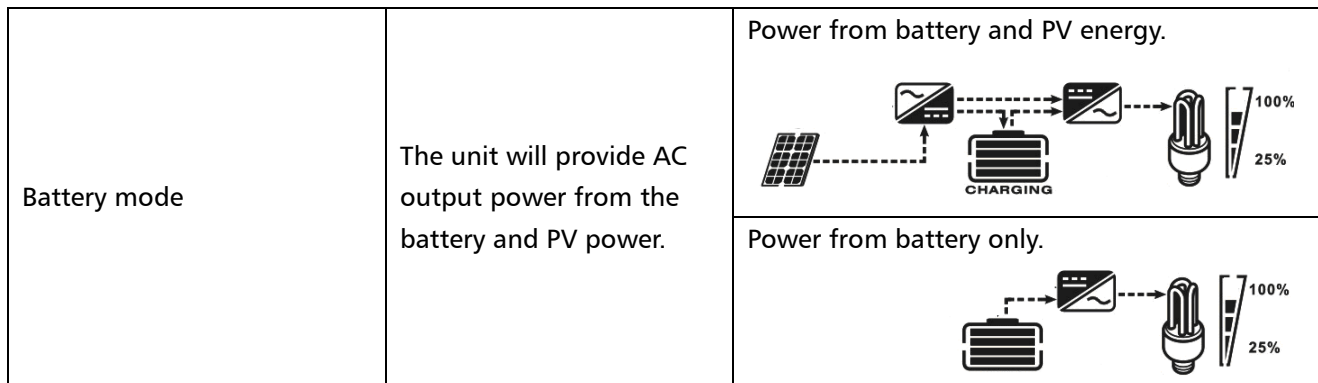 Battery mode
The unit will provide AC
output power from the
battery and PV power.
Power from battery and PV energy.
100%
25%
CHARGING
Power from battery only.
100%
25%